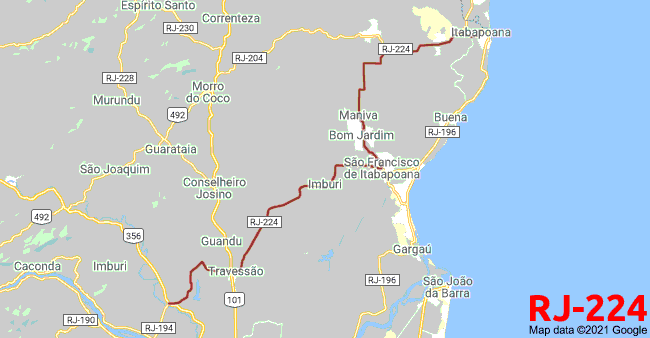 Espírito Santo
Correnteza
RJ-230
RJ-204
RJ-224
Itabapoana
RJ-228
Morro
do Coco
Murundu
492
Maniva
Buena
Bom Jardim
RJ-196
Guarataia
São Joaquim
São Francisco
de Itabapoana
Conselheiro
Josino
Imburi
492
RJ-224
356
Guandu
Gargaú
Caconda
Imburi
Travessão
RJ-196
São João
da Barra
101
RJ-190
RJ-194
RJ-224
Map data ©2021 Google